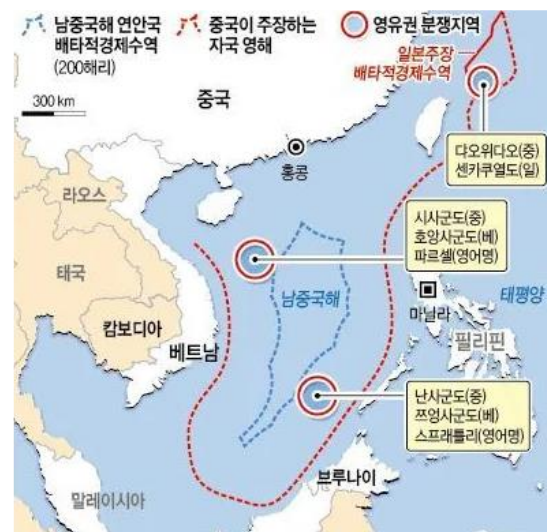 남중국해 연안국
배타적경제수역
(200해리)
중국이 주장하는
자국 영해
영유권 분쟁지역
일본주장
배타적경제수역
300 km
중국
홍콩
댜오위다오(중)
센카쿠열도(일)
라오스
시사군도(중)
호앙사군도(베)
파르셀(영어명)
태국
남중국해
마닐라
태평양
캄보디아
베트남
필리핀
난사군도(중)
쯔엉사군도(베)
스프래틀리(영어명)
브루나이
말레이시아